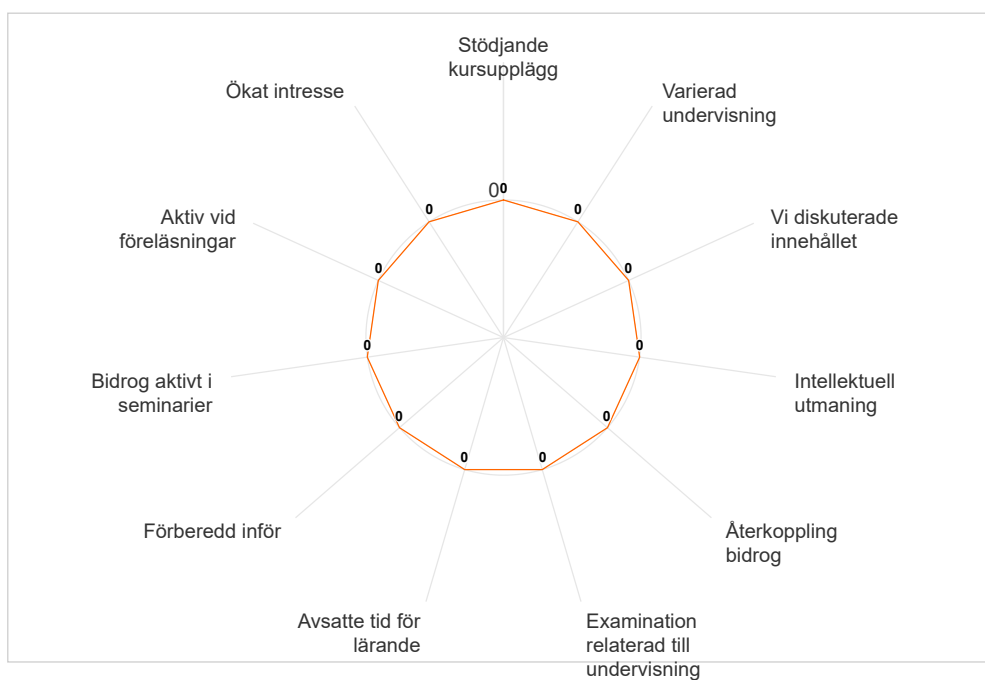 Stödjande
kursupplägg
Ökat intresse
Varierad
undervisning
0
0
0
0
Aktiv vid
föreläsningar
Vi diskuterade
innehållet
0
0
0
0
Bidrog aktivt i
seminarier
Intellektuell
utmaning
0
0
0
0
Förberedd inför
Återkoppling
bidrog
Avsatte tid för
lärande
Examination
relaterad till
undervisning